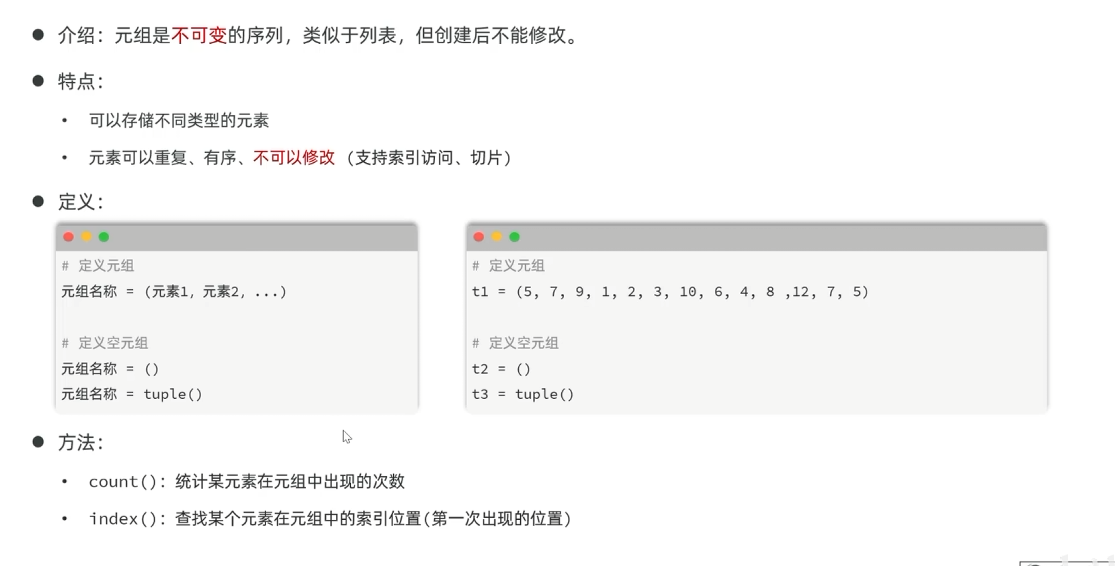 介绍：元组是不可变的序列，类似于列表，但创建后不能修改。
特点：
可以存储不同类型的元素
元素可以重复、有序、不可以修改 (支持索引访问、切片)
定义：
# 定义元组
元组名称 = (元素1, 元素2, ...)
# 定义空元组
元组名称 = ()
元组名称 = tuple()
# 定义元组
t1 = (5, 7, 9, 1, 2, 3, 10, 6, 4, 8 ,12, 7, 5)
# 定义空元组
t2 = ()
t3 = tuple()
方法：
count()：统计某元素在元组中出现的次数
index()：查找某个元素在元组中的索引位置(第一次出现的位置)